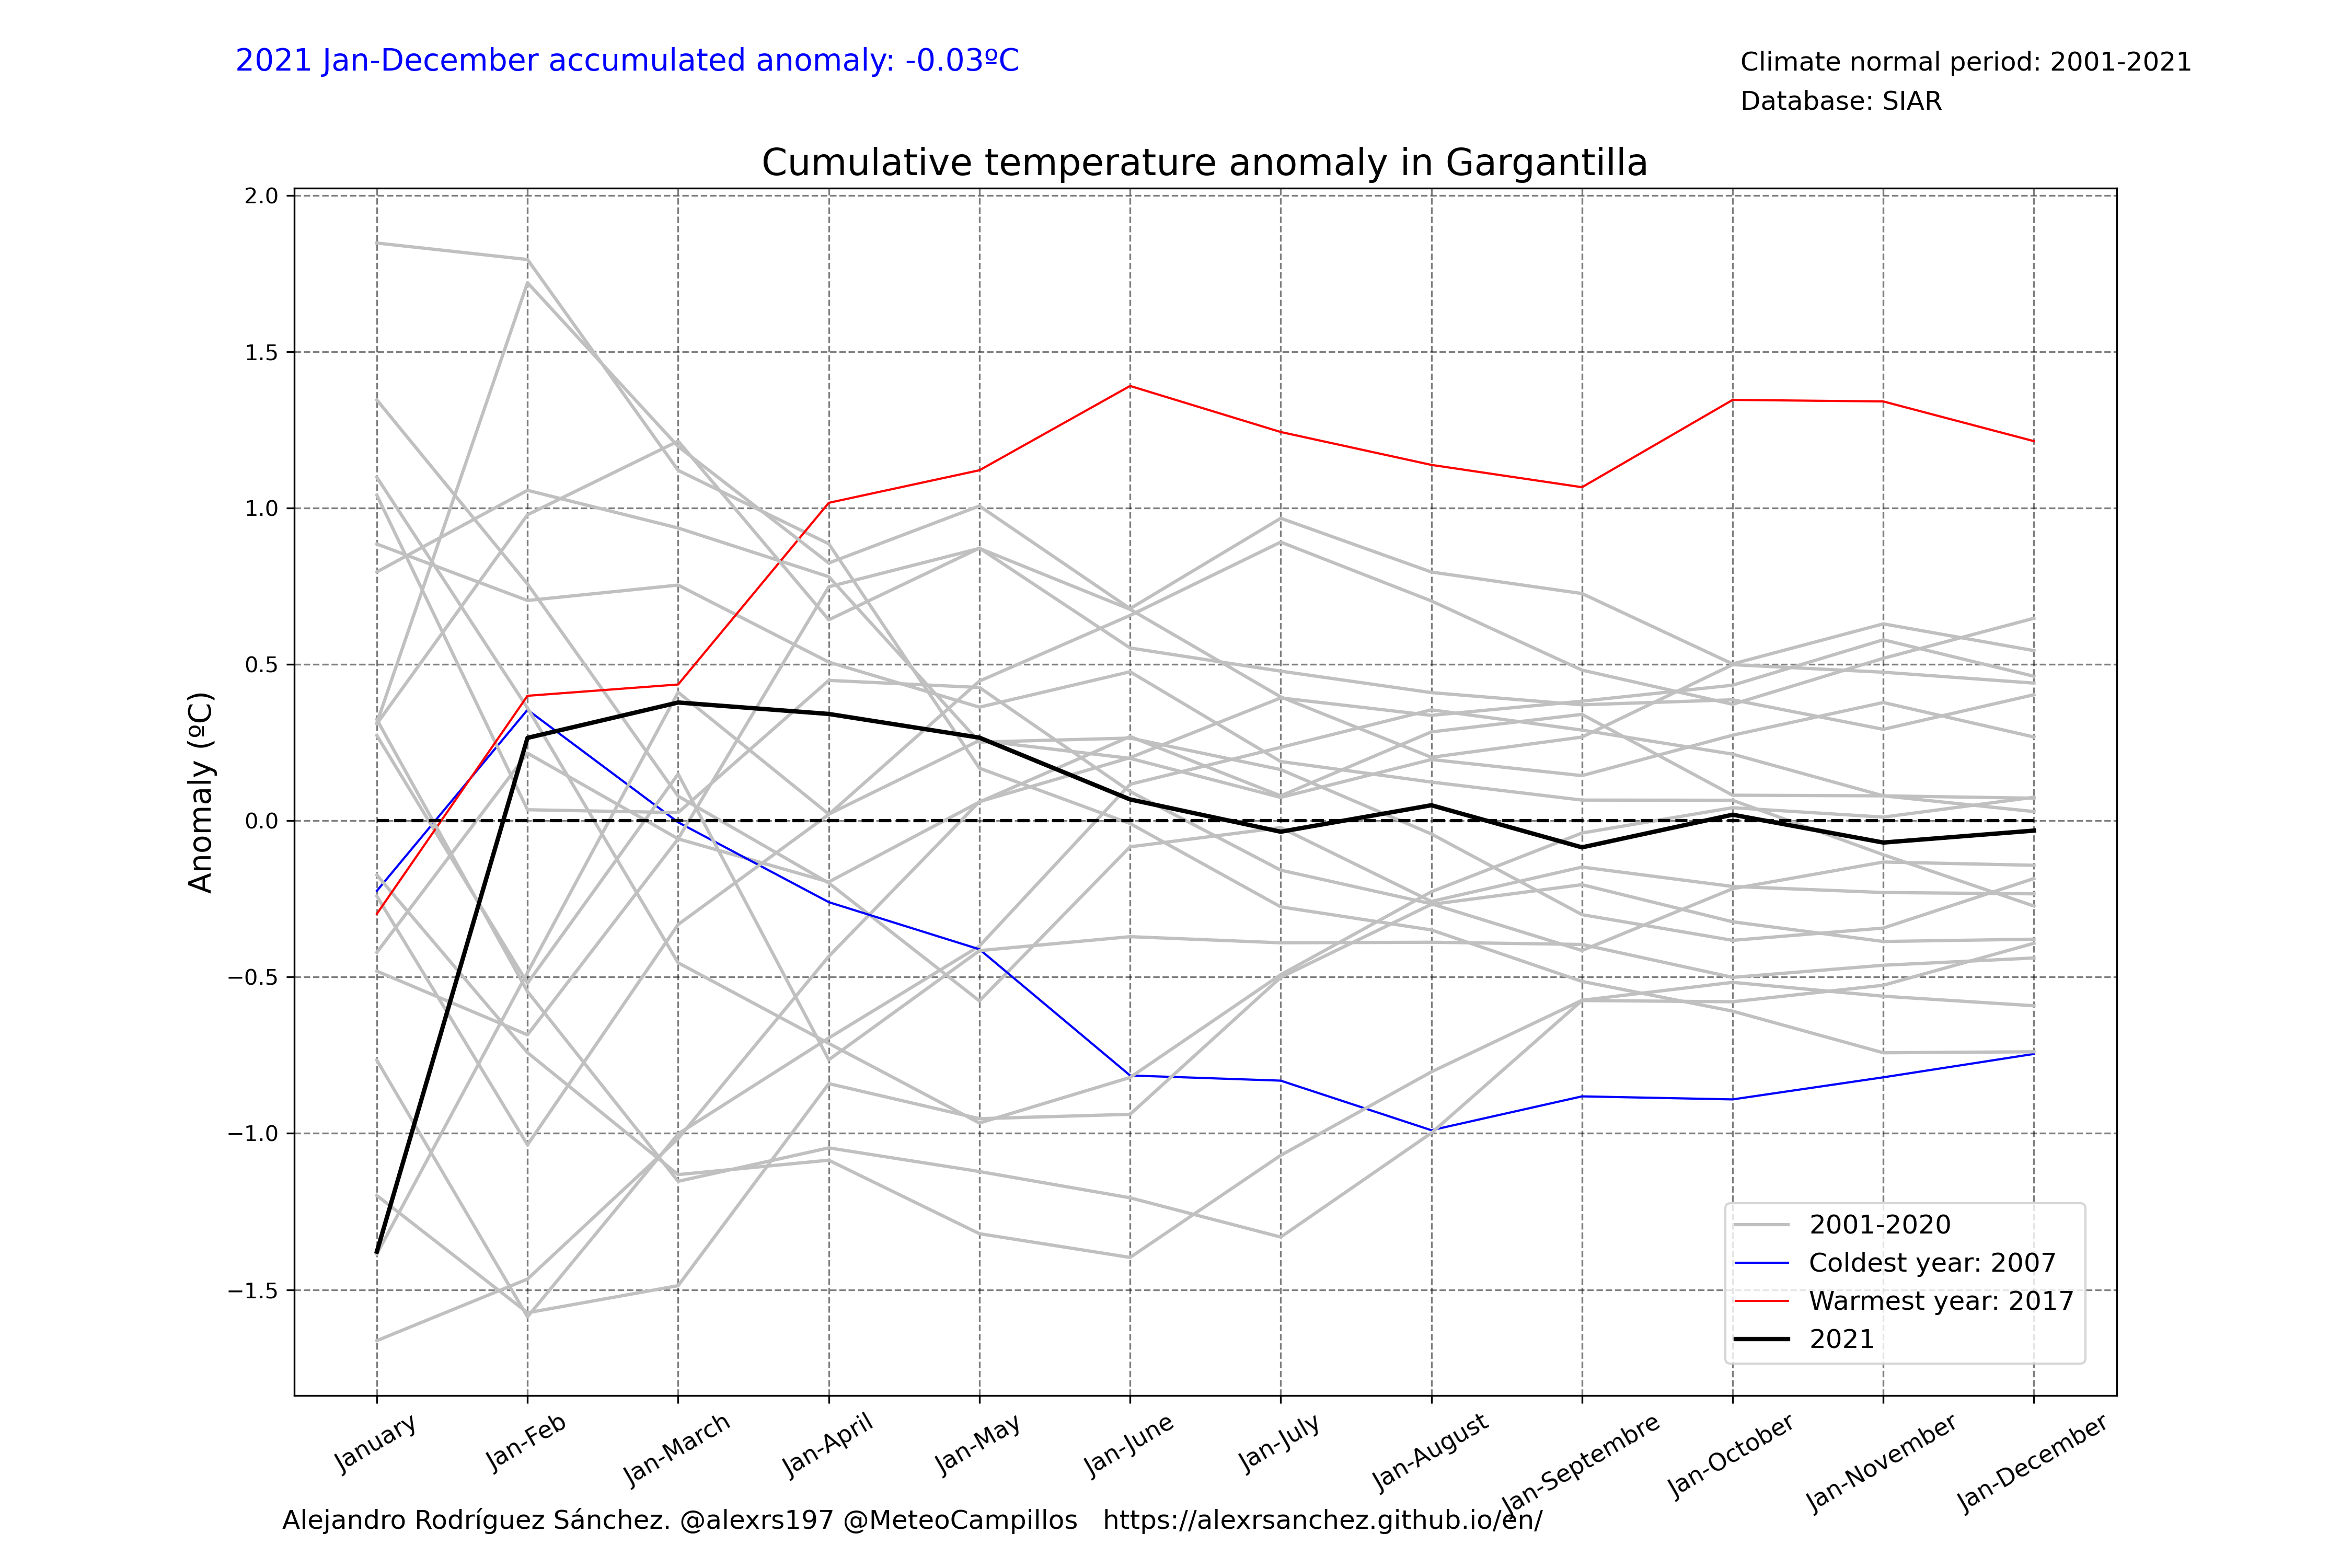 2021 Jan-December accumulated anomaly: -0.03ºC
Climate normal period: 2001-2021
Database: SIAR
Cumulative temperature anomaly in Gargantilla
Anomaly (ºC)
2.0
1.5
1.0
0.5
0.0
−0.5
−1.0
−1.5
2001-2020
Coldest year: 2007
Warmest year: 2017
2021
January
Jan-Feb
Jan-March
Jan-April
Jan-May
Jan-June
Jan-July
Jan-August
Jan-Septembre
Jan-October
Jan-November
Jan-December
Alejandro Rodríguez Sánchez. @alexrs197 @MeteoCampillos https://alexrsanchez.github.io/en/